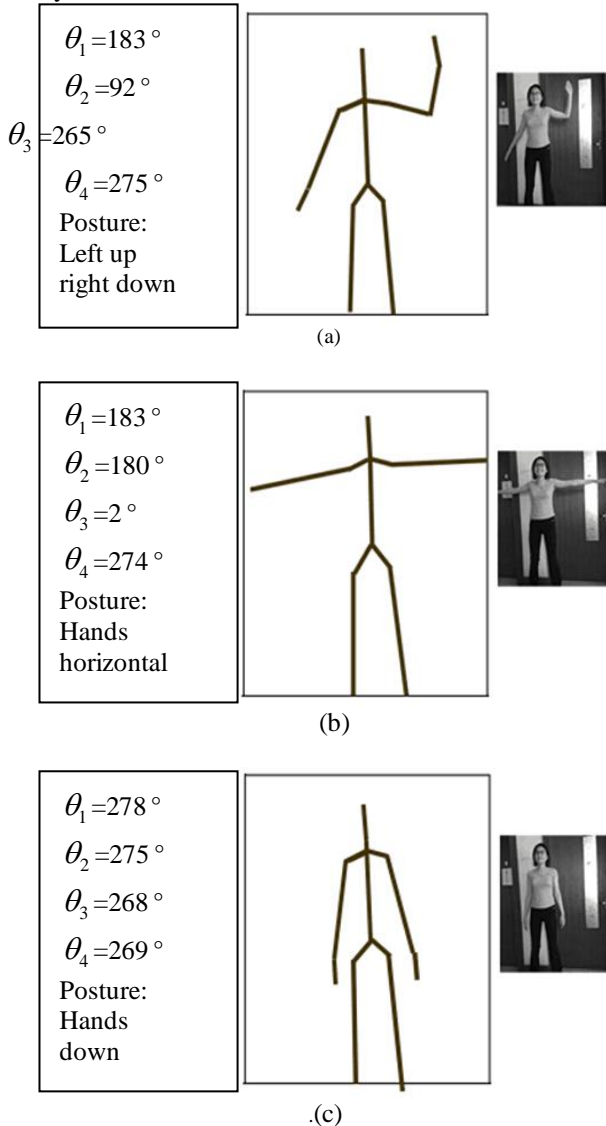 θ₁=183 °
θ₂=92 °
θ₃=265 °
θ₄=275 °
Posture:
Left up
right down
(a)
θ₁=183 °
θ₂=180 °
θ₃=2 °
θ₄=274 °
Posture:
Hands
horizontal
(b)
θ₁=278 °
θ₂=275 °
θ₃=268 °
θ₄=269 °
Posture:
Hands
down
.(c)